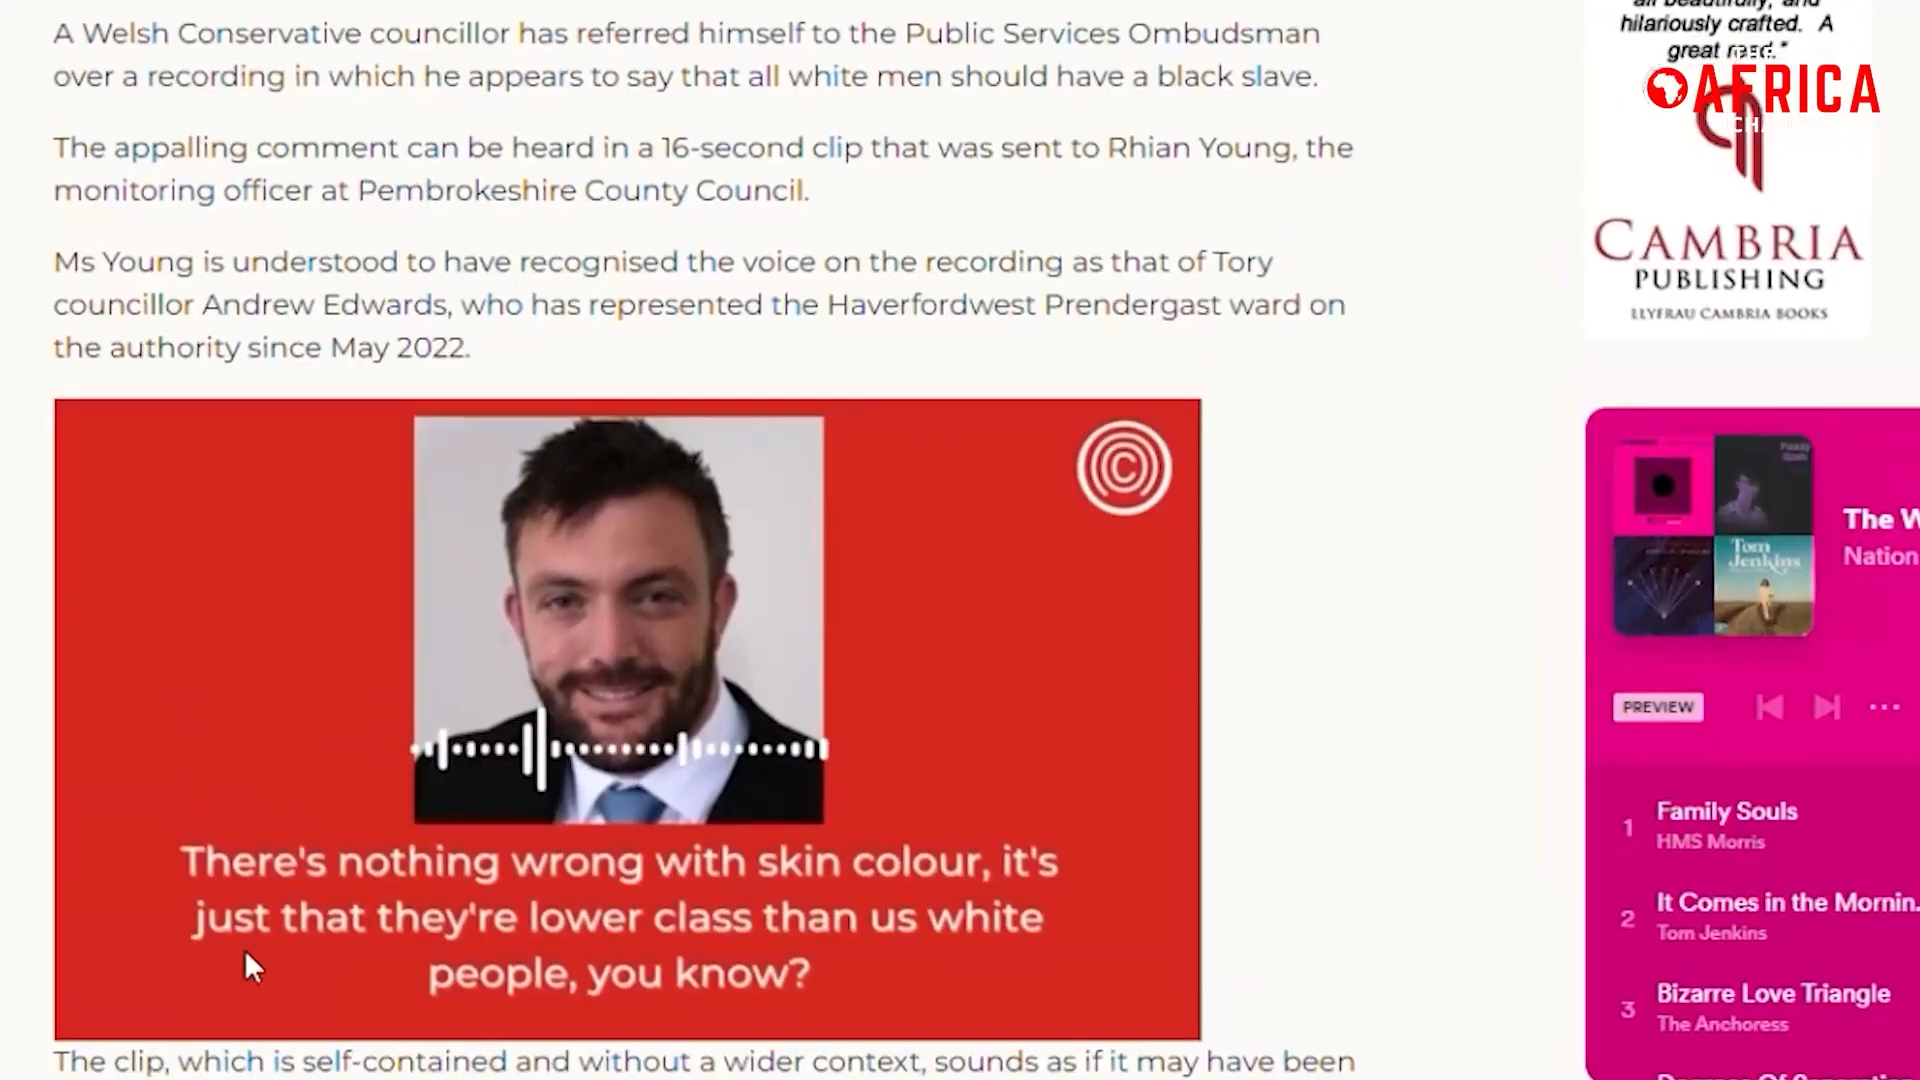 A Welsh Conservative councillor has referred himself to the Public Services Ombudsman
over a recording in which he appears to say that all white men should have a black slave.
The appalling comment can be heard in a 16-second clip that was sent to Rhian Young, the
monitoring officer at Pembrokeshire County Council.
Ms Young is understood to have recognised the voice on the recording as that of Tory
councillor Andrew Edwards, who has represented the Haverfordwest Prendergast ward on
the authority since May 2022.
There's nothing wrong with skin colour, it's
just that they're lower class than us white
people, you know?
The clip, which is self-contained and without a wider context, sounds as if it may have been
all beautifully, and
hilariously crafted. A
great read."
AFRICA
CAMBRIA
PUBLISHING
LLYFRAU CAMBRIA BOOKS
Tom
Jenkins
The W
Nation
PREVIEW
1 Family Souls
HMS Morris
2 It Comes in the Mornin...
Tom Jenkins
3 Bizarre Love Triangle
The Anchoress